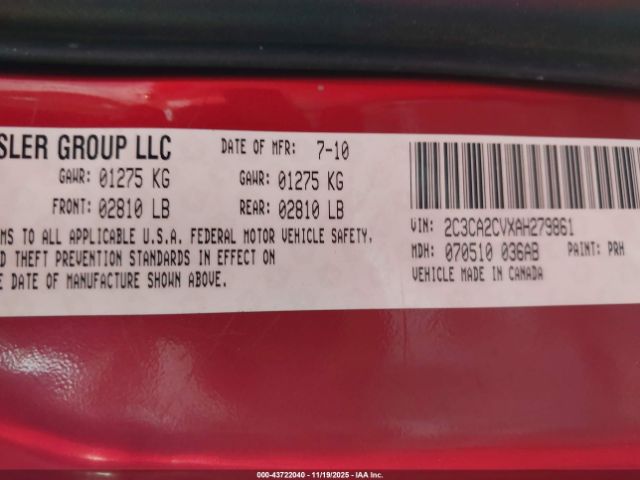 SLER GROUP LLC DATE OF MFR: 7-10
GAWR: 01275 KG GAWR: 01275 KG
FRONT: 02810 LB REAR: 02810 LB
MS TO ALL APPLICABLE U.S.A. FEDERAL MOTOR VEHICLE SAFETY,
D THEFT PREVENTION STANDARDS IN EFFECT ON
E DATE OF MANUFACTURE SHOWN ABOVE.
VIN: 2C3CA2CVXAH279861
MDH: 070510 036AB PAINT: PRH
VEHICLE MADE IN CANADA
000-43722040 - 11/19/2025 - IAA Inc.